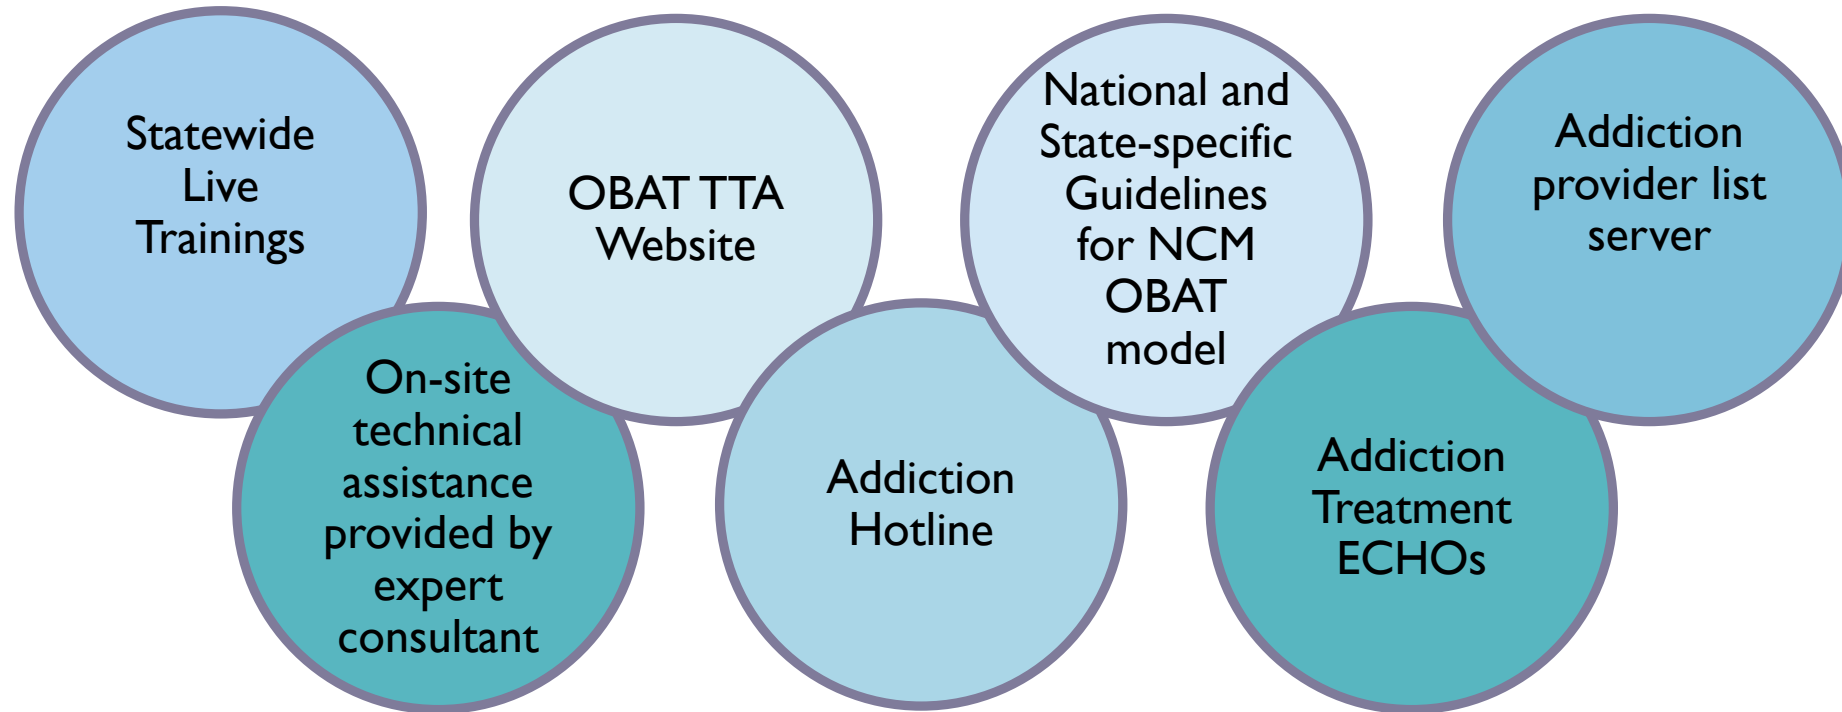 Statewide
Live
Trainings
On-site
technical
assistance
provided by
expert
consultant
OBAT TTA
Website
Addiction
Hotline
National and
State-specific
Guidelines
for NCM
OBAT
model
Addiction
Treatment
ECHOs
Addiction
provider list
server